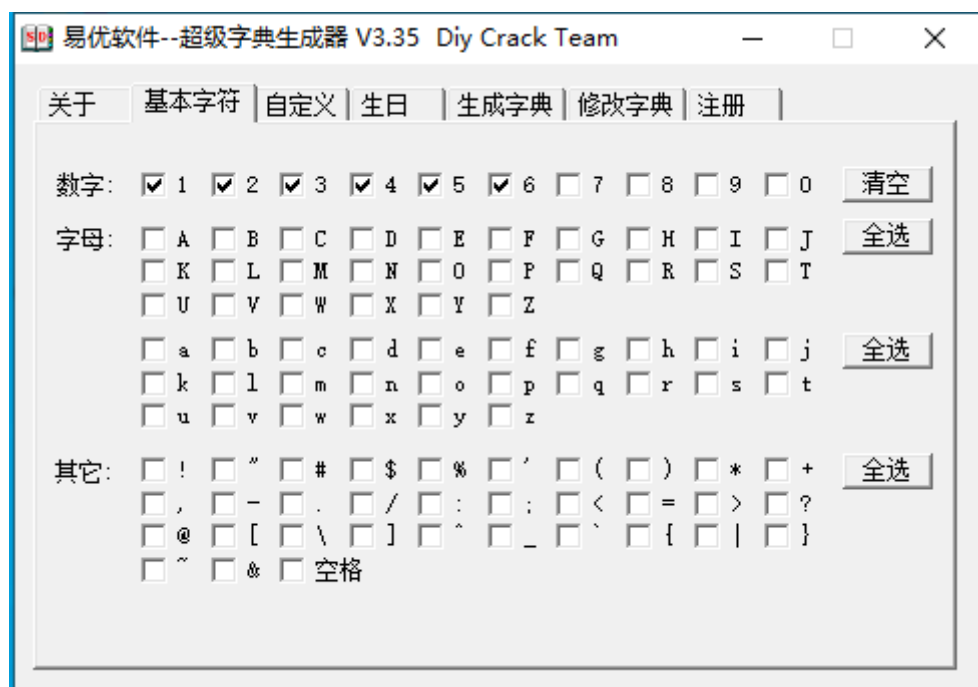 易优软件--超级字典生成器 V3.35 Diy Crack Team
关于 基本字符 自定义 生日 生成字典 修改字典 注册
数字: 1 2 3 4 5 6 7 8 9 0 清空
字母: A B C D E F G H I J 全选
K L M N O P Q R S T
U V W X Y Z
a b c d e f g h i j 全选
k l m n o p q r s t
u v w x y z
其它: ! " # $ % ' ( ) * + 全选
, - . / : ; < = > ?
@ [ \ ] ^ _ ` { | }
~ & 空格